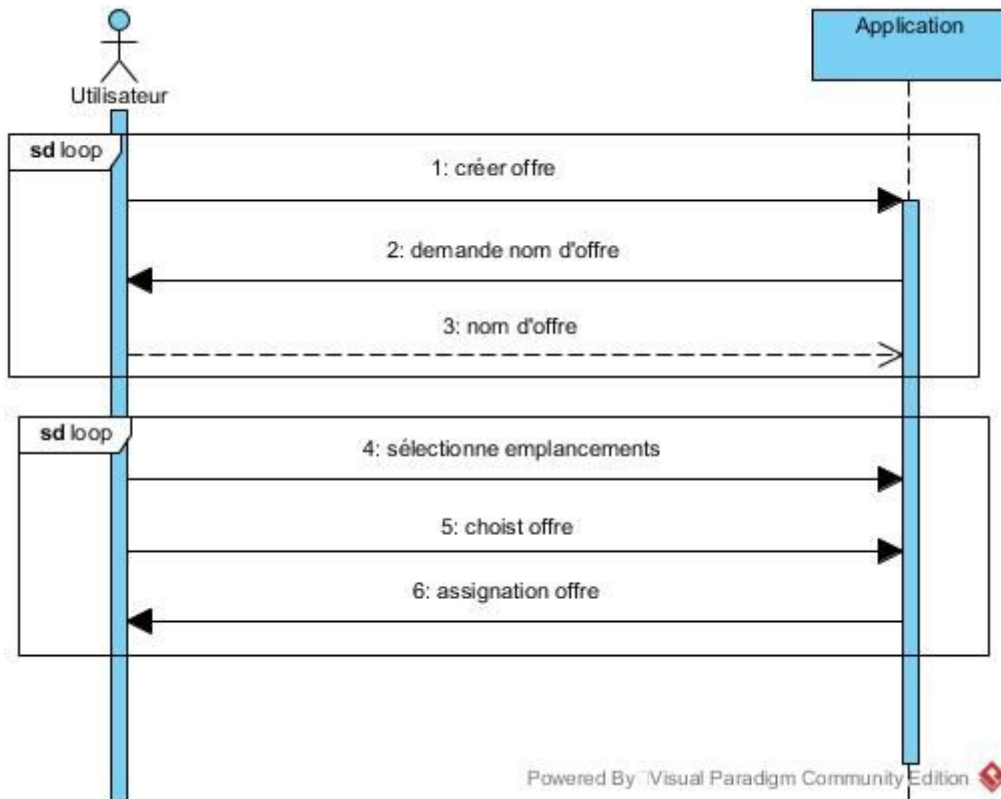 Application
Utilisateur
sd loop
1: créer offre
2: demande nom d'offre
3: nom d'offre
sd loop
4: sélectionne emplancements
5: choist offre
6: assignation offre
Powered By Visual Paradigm Community Edition